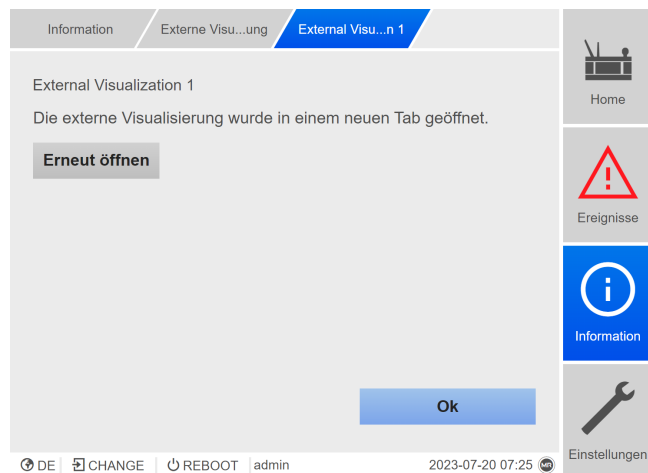 Information
Externe Visu...ung
External Visu...n 1
External Visualization 1
Die externe Visualisierung wurde in einem neuen Tab geöffnet.
Erneut öffnen
Ok
Home
Ereignisse
Information
Einstellungen
DE CHANGE REBOOT admin 2023-07-20 07:25 MR